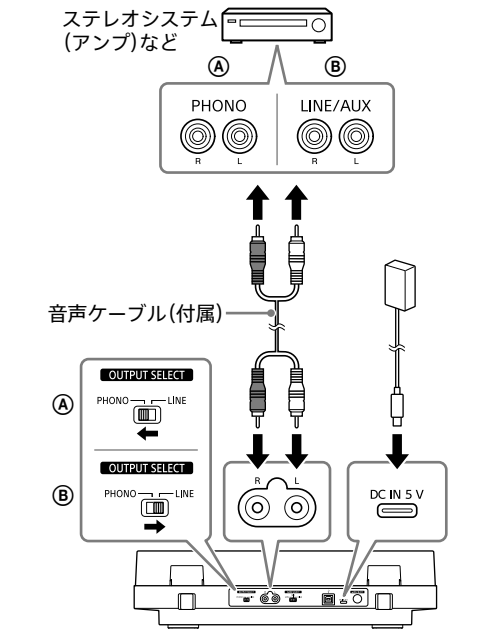 ステレオシステム
(アンプ)など
Ⓐ Ⓑ
PHONO LINE/AUX
R L R L
音声ケーブル(付属)
OUTPUT SELECT
Ⓐ PHONO LINE
OUTPUT SELECT
Ⓑ PHONO LINE
R L
DC IN 5 V